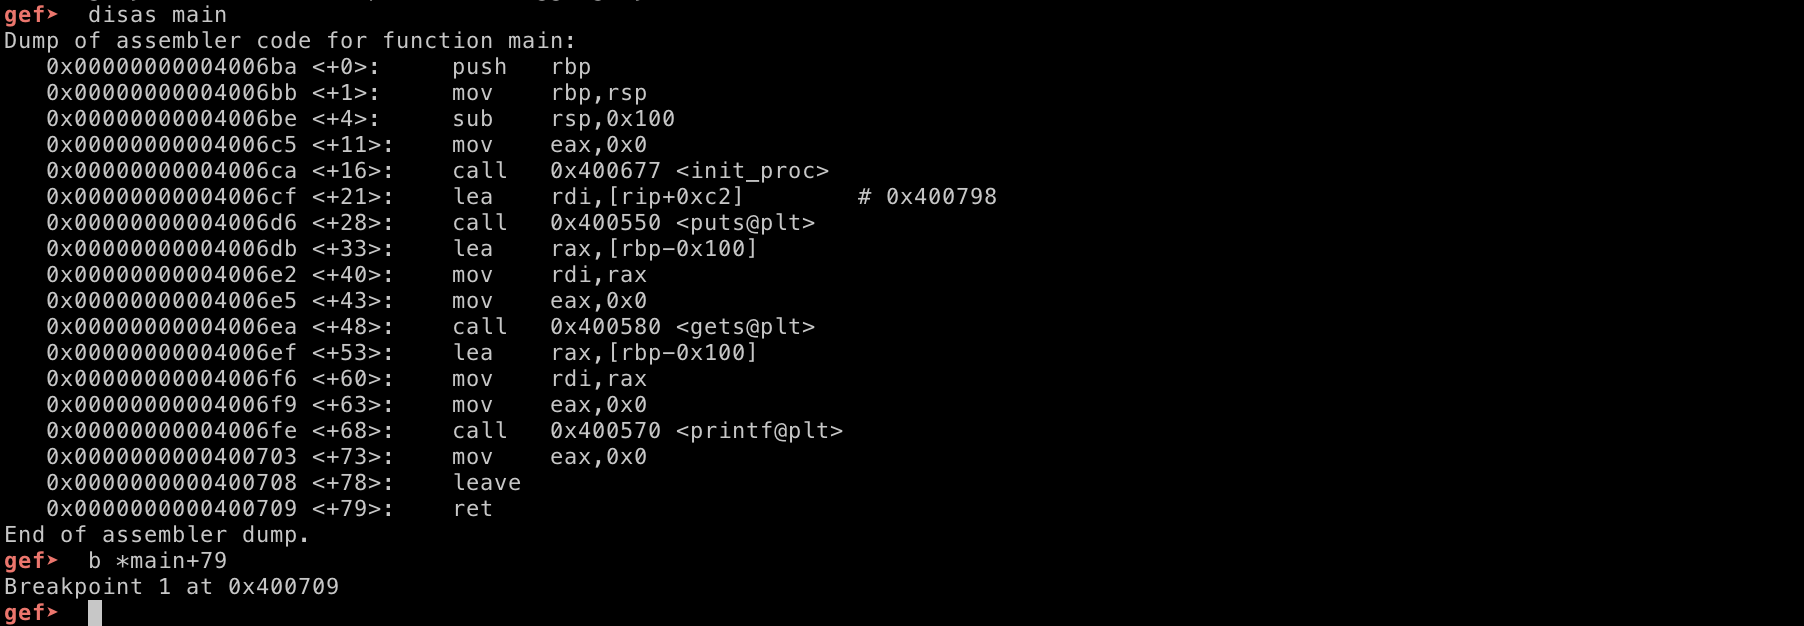 gef➤  disas main
Dump of assembler code for function main:
   0x00000000004006ba <+0>:     push   rbp
   0x00000000004006bb <+1>:     mov    rbp,rsp
   0x00000000004006be <+4>:     sub    rsp,0x100
   0x00000000004006c5 <+11>:    mov    eax,0x0
   0x00000000004006ca <+16>:    call   0x400677 <init_proc>
   0x00000000004006cf <+21>:    lea    rdi,[rip+0xc2]        # 0x400798
   0x00000000004006d6 <+28>:    call   0x400550 <puts@plt>
   0x00000000004006db <+33>:    lea    rax,[rbp-0x100]
   0x00000000004006e2 <+40>:    mov    rdi,rax
   0x00000000004006e5 <+43>:    mov    eax,0x0
   0x00000000004006ea <+48>:    call   0x400580 <gets@plt>
   0x00000000004006ef <+53>:    lea    rax,[rbp-0x100]
   0x00000000004006f6 <+60>:    mov    rdi,rax
   0x00000000004006f9 <+63>:    mov    eax,0x0
   0x00000000004006fe <+68>:    call   0x400570 <printf@plt>
   0x0000000000400703 <+73>:    mov    eax,0x0
   0x0000000000400708 <+78>:    leave
   0x0000000000400709 <+79>:    ret
End of assembler dump.
gef➤  b *main+79
Breakpoint 1 at 0x400709
gef➤